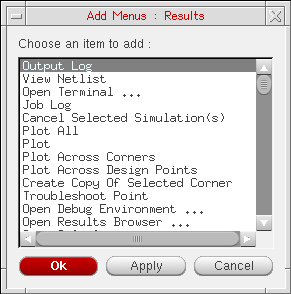 Add Menus : Results
Choose an item to add :
Output Log
View Netlist
Open Terminal ...
Job Log
Cancel Selected Simulation(s)
Plot All
Plot
Plot Across Corners
Plot Across Design Points
Create Copy Of Selected Corner
Troubleshoot Point
Open Debug Environment ...
Open Results Browser ...
Ok
Apply
Cancel